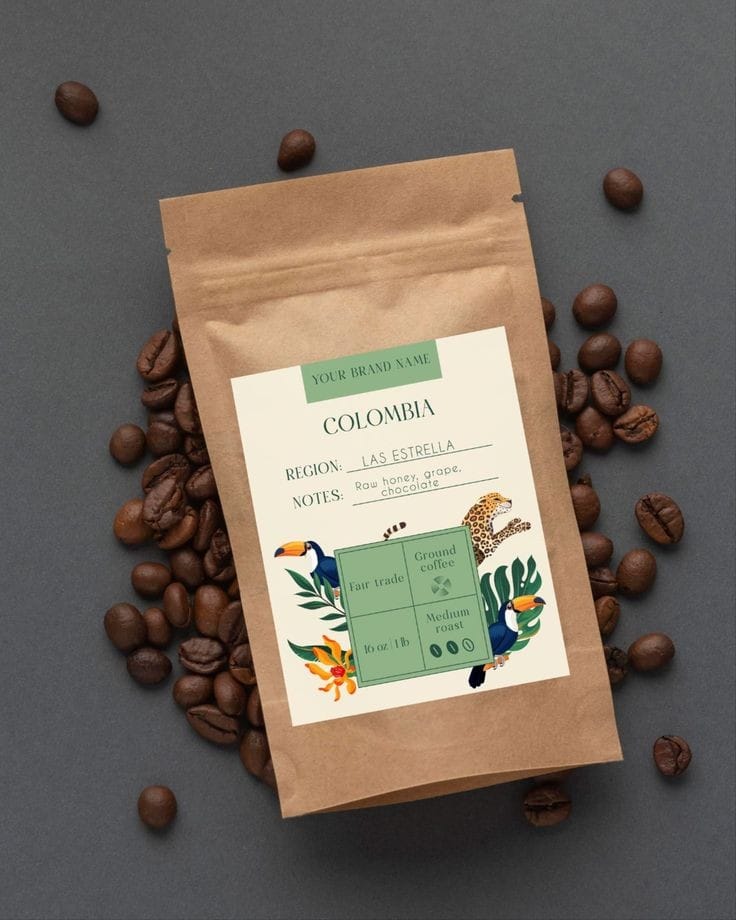 YOUR BRAND NAME
COLOMBIA
REGION: LAS ESTRELLA
NOTES: Raw honey, grape,
chocolate
Fair trade
Ground
coffee
16 oz | 1 lb
Medium
roast